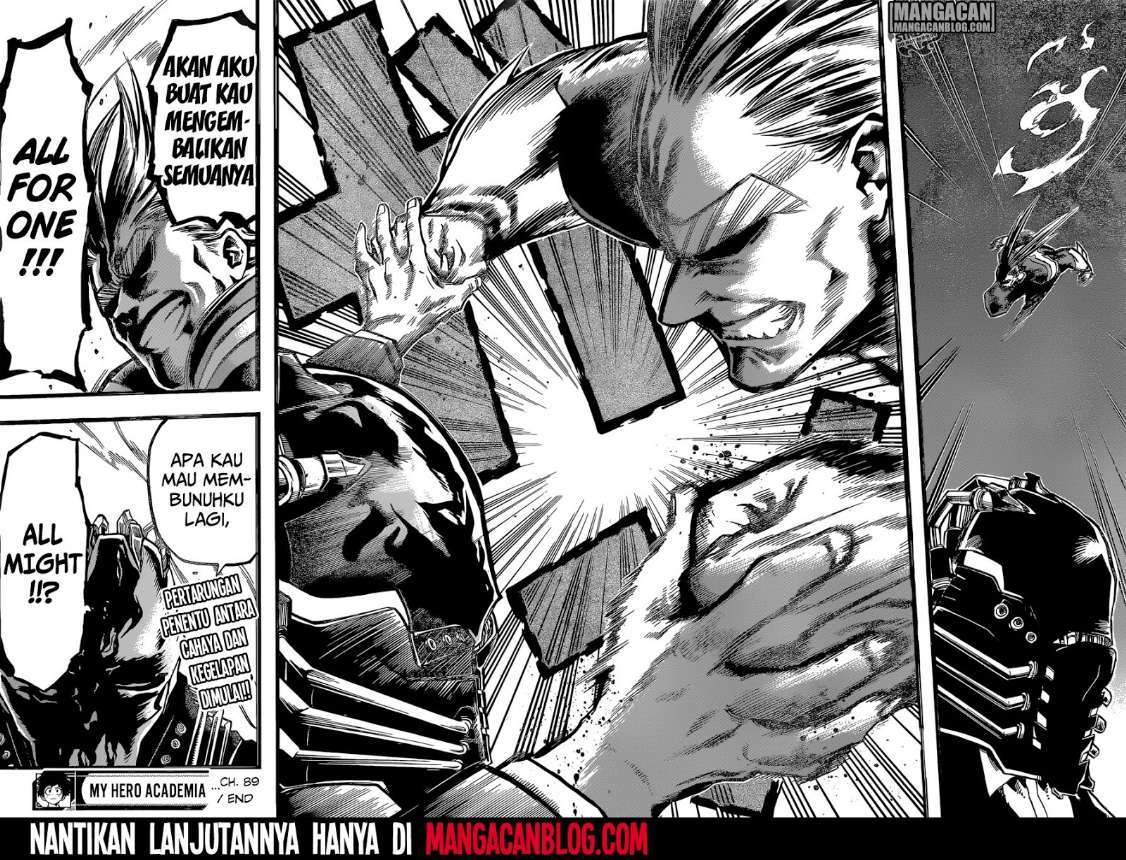 MANGACAN
MANGACANBLOG.COM
AKAN AKU
BUAT KAU
MENGEM-
BALIKAN
SEMUANYA
ALL
FOR
ONE
!!!
APA KAU
MAU MEM-
BUNUHKU
LAGI,
ALL
MIGHT
!!?
PERTARUNGAN
PENENTU ANTARA
CAHAYA DAN
KEGELAPAN
DIMULAI!!
MY HERO ACADEMIA ...CH. 89
/ END
NANTIKAN LANJUTANNYA HANYA DI MANGACANBLOG.COM